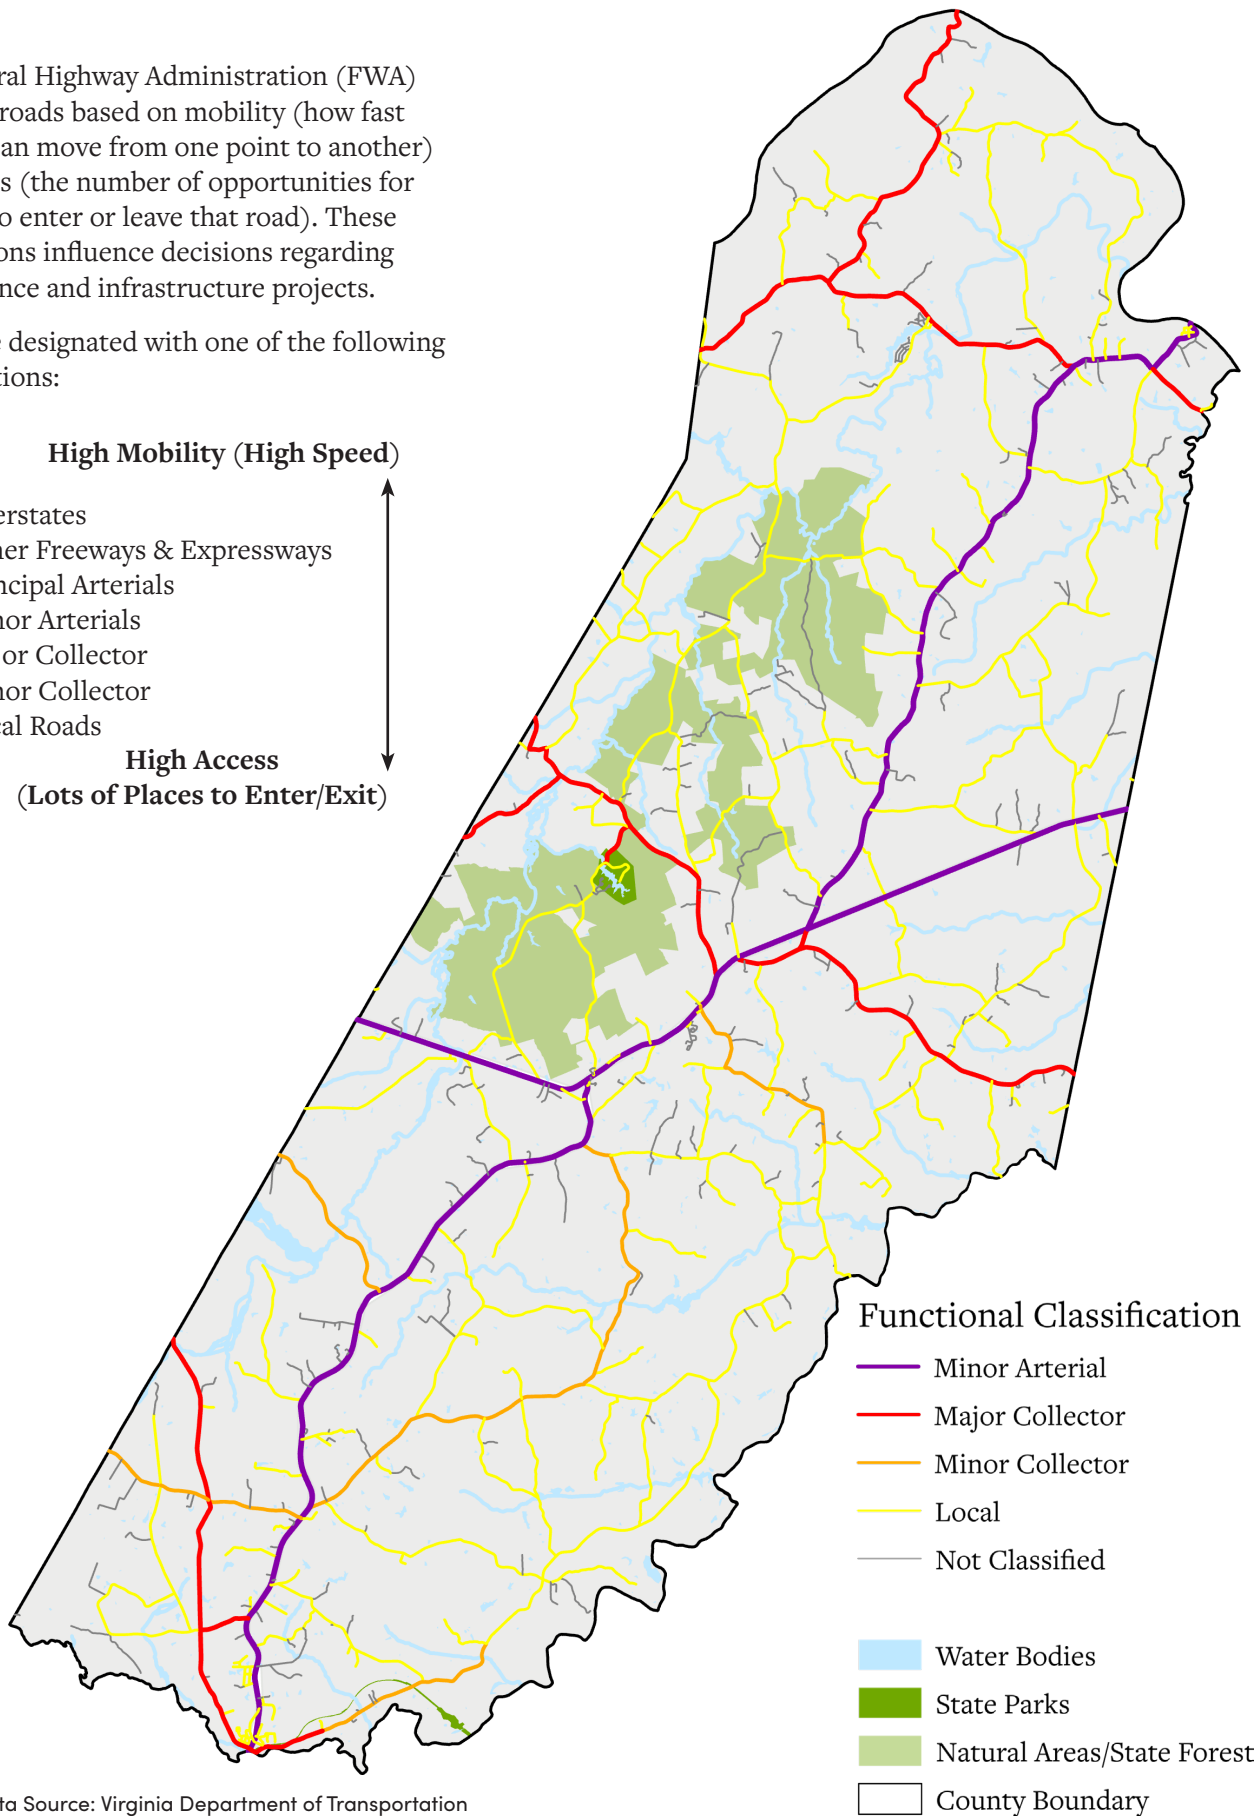 ral Highway Administration (FWA)
roads based on mobility (how fast
an move from one point to another)
s (the number of opportunities for
o enter or leave that road). These
ons influence decisions regarding
nce and infrastructure projects.
e designated with one of the following
tions:
High Mobility (High Speed)
erstates
ner Freeways & Expressways
ncipal Arterials
nor Arterials
or Collector
nor Collector
cal Roads
High Access
(Lots of Places to Enter/Exit)
Functional Classification
Minor Arterial
Major Collector
Minor Collector
Local
Not Classified
Water Bodies
State Parks
Natural Areas/State Forest
County Boundary
ta Source: Virginia Department of Transportation